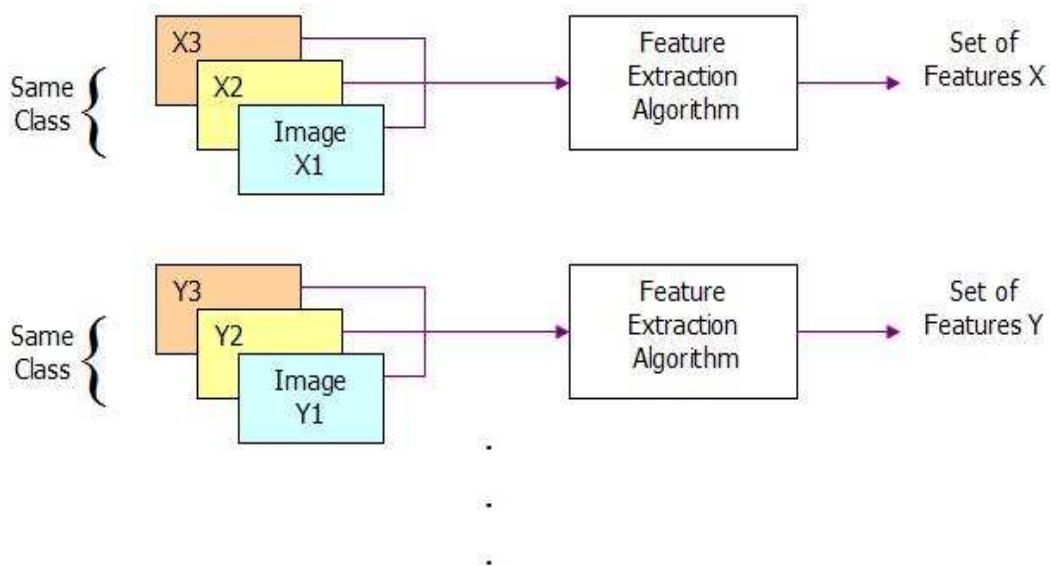 Same
Class
X3
X2
Image
X1
Feature
Extraction
Algorithm
Set of
Features X
Same
Class
Y3
Y2
Image
Y1
Feature
Extraction
Algorithm
Set of
Features Y
.
.
.